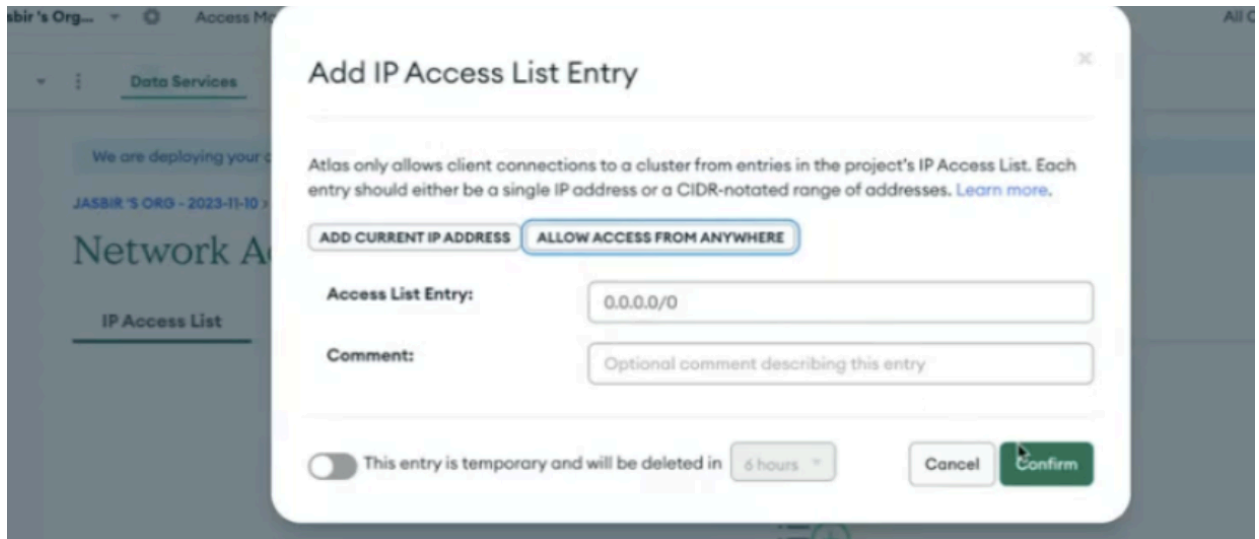 sbir 's Org...
Access Ma
All C
Data Services
We are deploying your c
JASBIR 'S ORG - 2023-11-10 >
Network A
IP Access List
Add IP Access List Entry
Atlas only allows client connections to a cluster from entries in the project's IP Access List. Each
entry should either be a single IP address or a CIDR-notated range of addresses. Learn more.
ADD CURRENT IP ADDRESS ALLOW ACCESS FROM ANYWHERE
Access List Entry: 0.0.0.0/0
Comment: Optional comment describing this entry
This entry is temporary and will be deleted in 6 hours Cancel Confirm